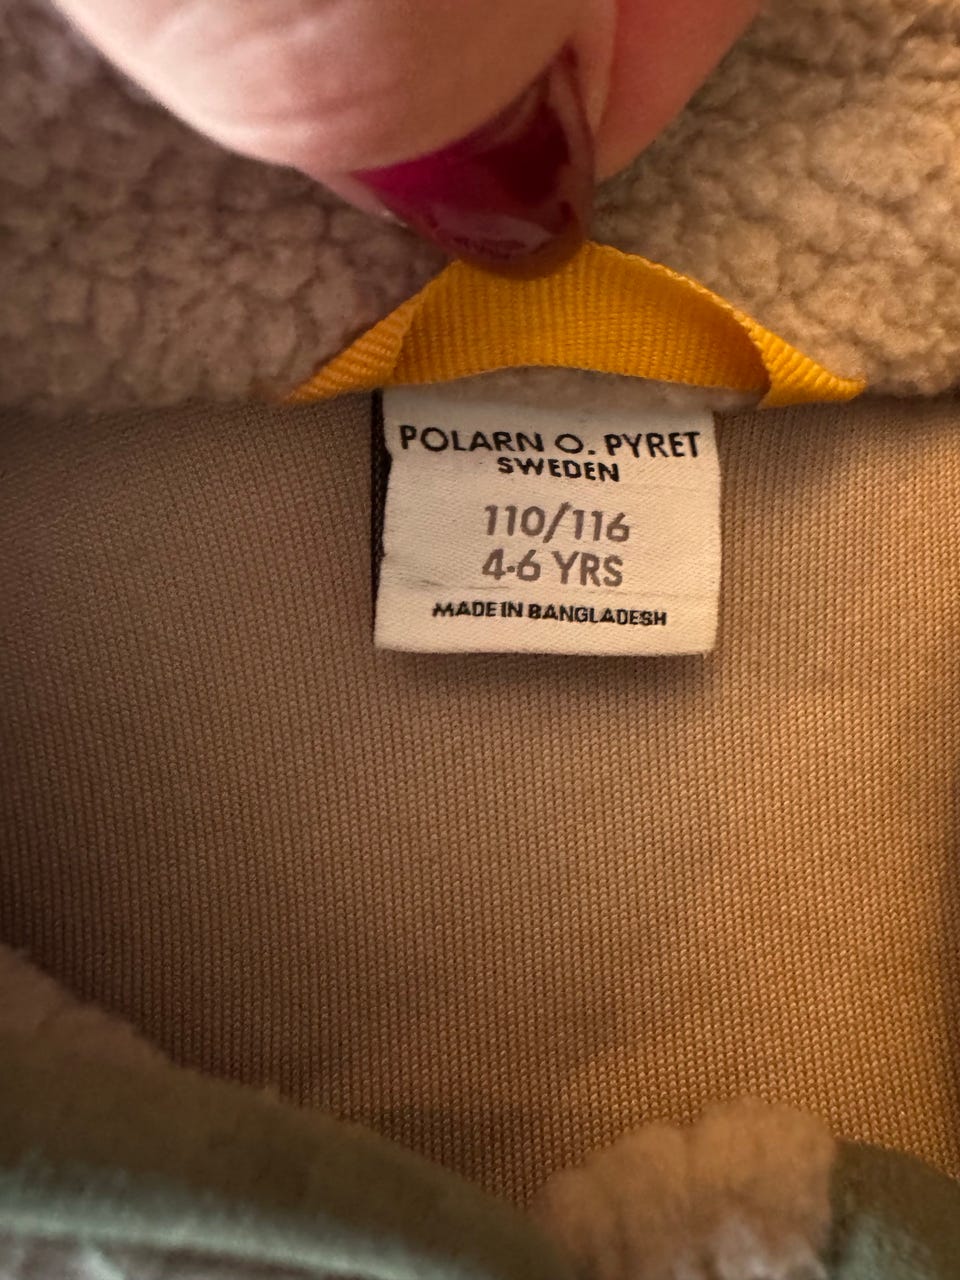 POLARN O. PYRET
SWEDEN
110/116
4-6 YRS
MADE IN BANGLADESH